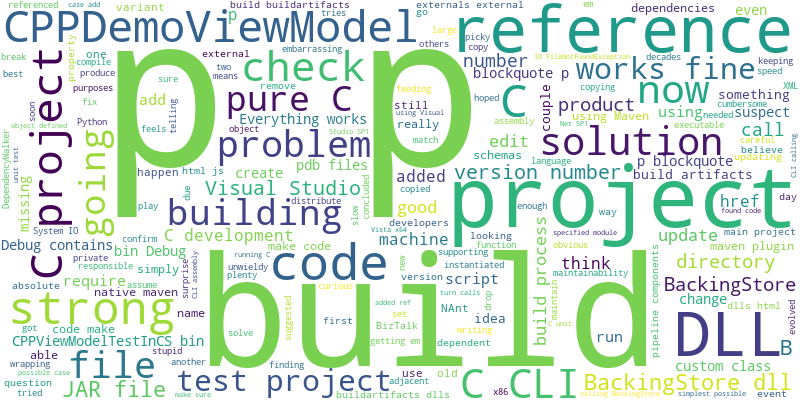 referenced
case add
variant
build buildartifacts
tries
go
externals external
em
CPPDemoViewModel
p
dependencies
large
even
picky
copy
IO FileNotFoundException
break
best
property
compile
one
external
embarrassing
others
reference
decades
produce
two
means
remove
check
number
blockquote p
works fine
keeping
speed
XML
purposes
fix
sure
pure C
c
couple
copying
now
something
cumbersome
add
telling
Everything works
still
feeding
using Visual
product
using
using Maven
needed
executable
Python
feels
object
Studio SP1
really
assembly
Net SP1
suspect
careful
updating
CLI calling
object defined
C project
going
problem
edit
match
solution
call
believe
DependencyWalker
unit test
happen
html js
pdb files
schemas
language
p blockquote
create
added
version number
build artifacts
missing
due
Visual Studio
slow
concluded
copied
good
enough
way
day
System IO
play
distribute
developers
looking
obvious
function
href
found code
main project
Debug contains
private
bin Debug
confirm
building
machine
version
new
supporting
instantiated
specified module
update
maven plugin
responsible
simply
C development
make code
Vista x64
running C
unwieldy
plenty
project
build process
maintainability
directory
absolute
require
surprise
CLI assembly
code
script
turn calls
drop
maintain
think
pipeline components
assume
native maven
name
curious
suggested
first
added ref
set
NAnt
idea
BackingStore
strong
code make
BizTalk
writing
C unit
run
change
dlls html
CPPViewModelTestInCS bin
solve
getting em
dependent
DLL
B
file
able
stupid
finding
build
custom class
evolved
got
wrapping
another
use
old
calling BackingStore
simplest possible
question
possible case
JAR file
test project
adjacent
C CLI
BackingStore dll
tried
make sure
buildartifacts dlls
x86
event
p p